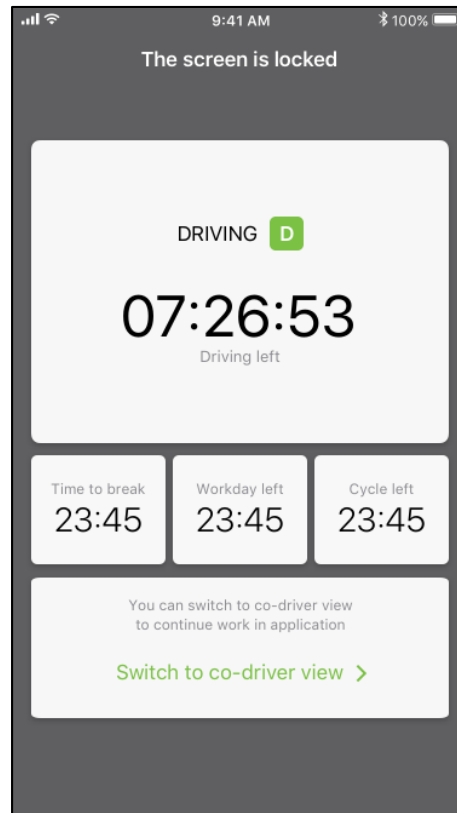 9:41 AM
100%
The screen is locked
DRIVING D
07:26:53
Driving left
Time to break Workday left Cycle left
23:45 23:45 23:45
You can switch to co-driver view
to continue work in application
Switch to co-driver view